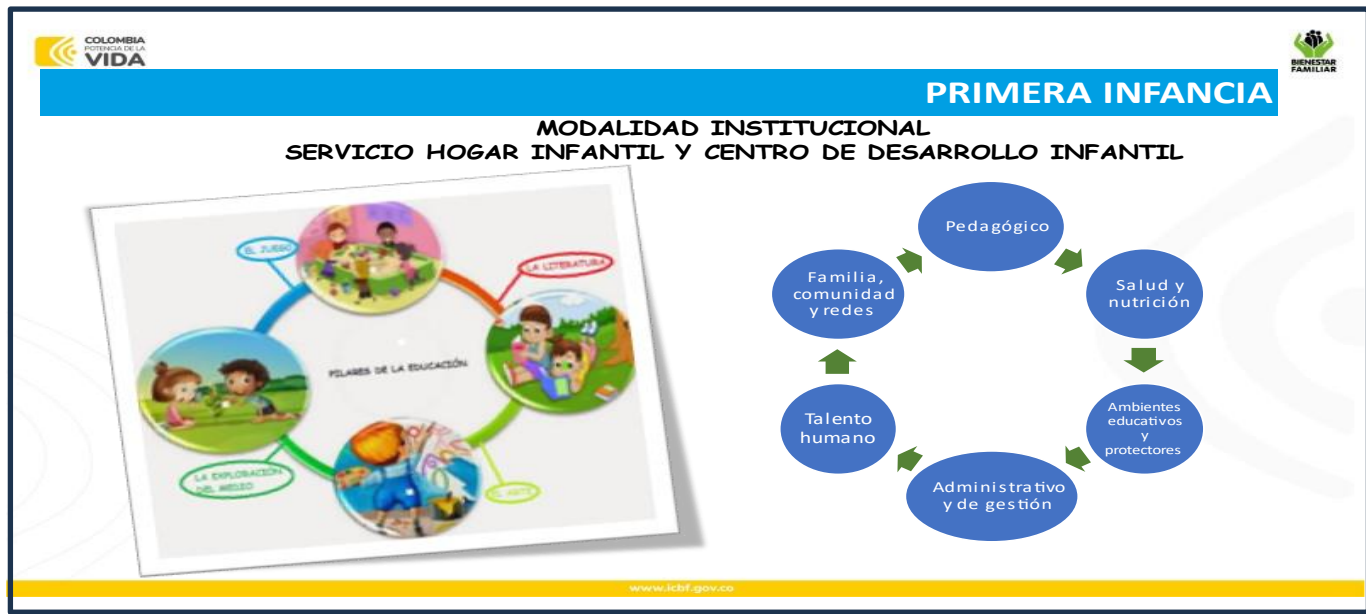 COLOMBIA
POTENCIA DE LA
VIDA
BIENESTAR
FAMILIAR
PRIMERA INFANCIA
MODALIDAD INSTITUCIONAL
SERVICIO HOGAR INFANTIL Y CENTRO DE DESARROLLO INFANTIL
EL JUEGO
LA LITERATURA
PILARES DE LA EDUCACIÓN
LA EXPLORACIÓN
DEL MEDIO
EL ARTE
Pedagógico
Salud y
nutrición
Ambientes
educativos
y
protectores
Administrativo
y de gestión
Talento
humano
Familia,
comunidad
y redes
www.icbf.gov.co